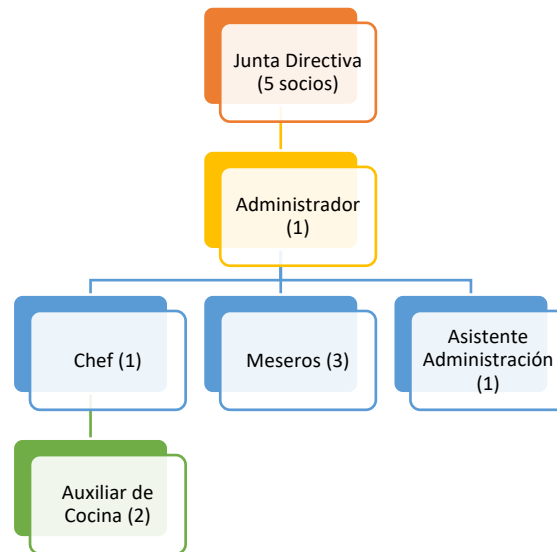 Junta Directiva
(5 socios)
Administrador
(1)
Chef (1)
Meseros (3)
Asistente
Administración
(1)
Auxiliar de
Cocina (2)